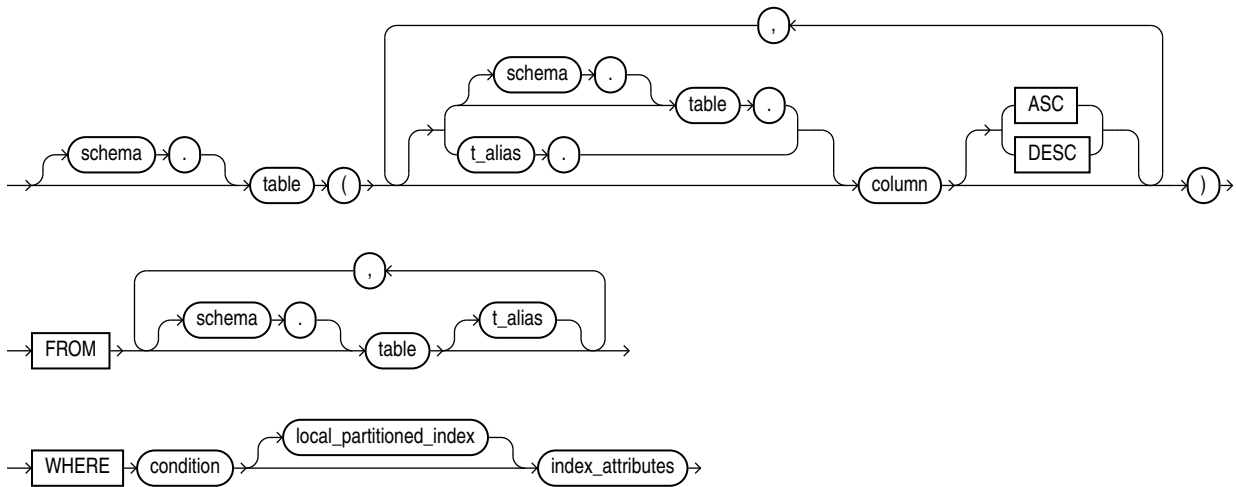 ,
schema .
table .
ASC
t_alias .
DESC
schema .
table ( column )
,
schema . t_alias
FROM table
local_partitioned_index
WHERE condition index_attributes